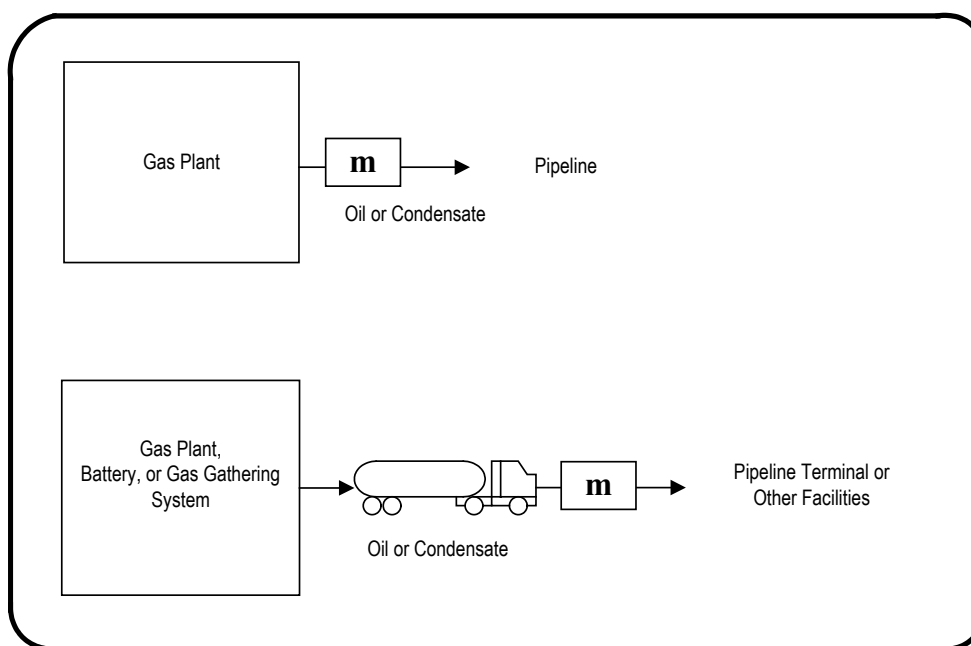 Gas Plant
m
Pipeline
Oil or Condensate
Gas Plant,
Battery, or Gas Gathering
System
m
Pipeline Terminal or
Other Facilities
Oil or Condensate